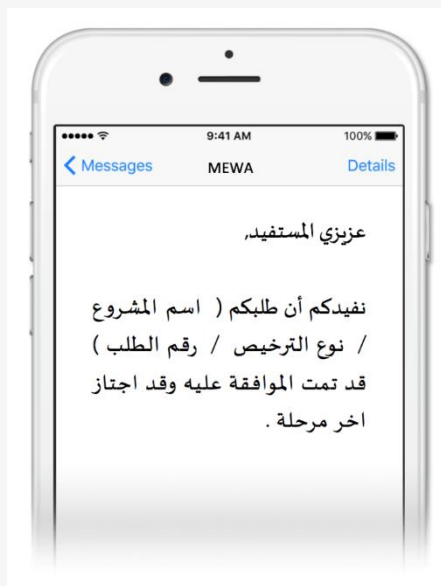 9:41 AM 100%
Messages MEWA Details
عزيزي المستفيد,
نفيدكم أن طلبكم ( اسم المشروع
/ نوع الترخيص / رقم الطلب )
قد تمت الموافقة عليه وقد اجتاز
اخر مرحلة .